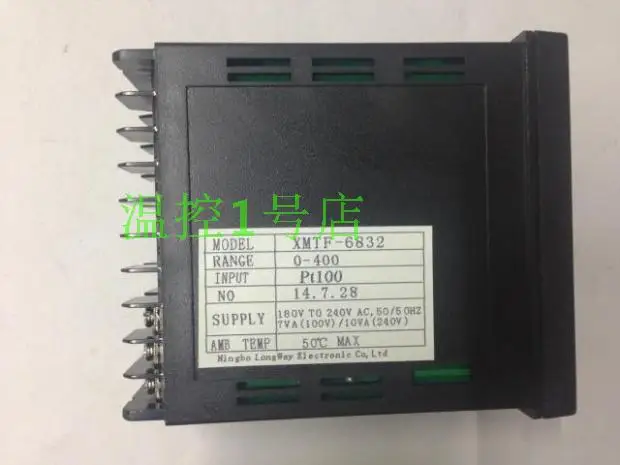 温控1号店
MODEL XMTF-6832
RANGE 0-400
INPUT Pt100
NO 14.7.28
SUPPLY 180V TO 240V AC, 50/50HZ
7VA(100V)/10VA(240V)
AMB TEMP 50℃ MAX
Ningbo LongWay Electronic Co,Ltd